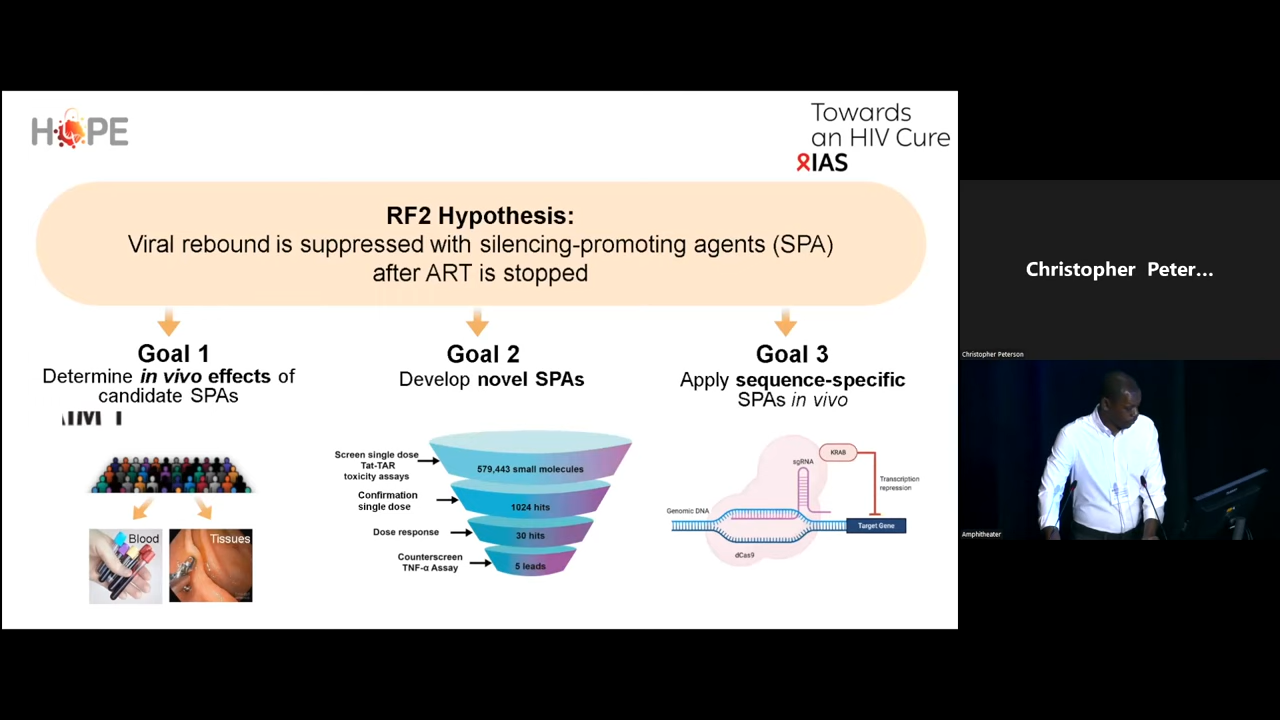 HOPE
Towards
an HIV Cure
IAS
RF2 Hypothesis:
Viral rebound is suppressed with silencing-promoting agents (SPA)
after ART is stopped
Goal 1
Determine in vivo effects of
candidate SPAs
Blood
Tissues
Goal 2
Develop novel SPAs
Screen single dose
Tat-TAR
toxicity assays
579,443 small molecules
Confirmation
single dose
1024 hits
Dose response
30 hits
Counterscreen
TNF-α Assay
5 leads
Goal 3
Apply sequence-specific
SPAs in vivo
KRAB
sgRNA
Transcription
repression
Genomic DNA
Target Gene
dCas9
Christopher Peter...
Christopher Peterson
Amphitheater